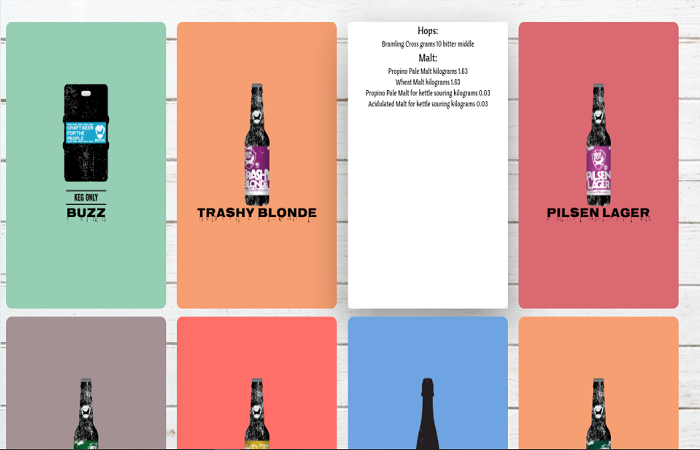 CRAFT BEER
FOR THE
PEOPLE
KEG ONLY
BUZZ
TRASHY
BLONDE
TRASHY BLONDE
Hops:
Bramling Cross grams 10 bitter middle
Malt:
Propino Pale Malt kilograms 1.63
Wheat Malt kilograms 1.63
Propino Pale Malt for kettle souring kilograms 0.03
Acidulated Malt for kettle souring kilograms 0.03
PILSEN
LAGER
PILSEN LAGER